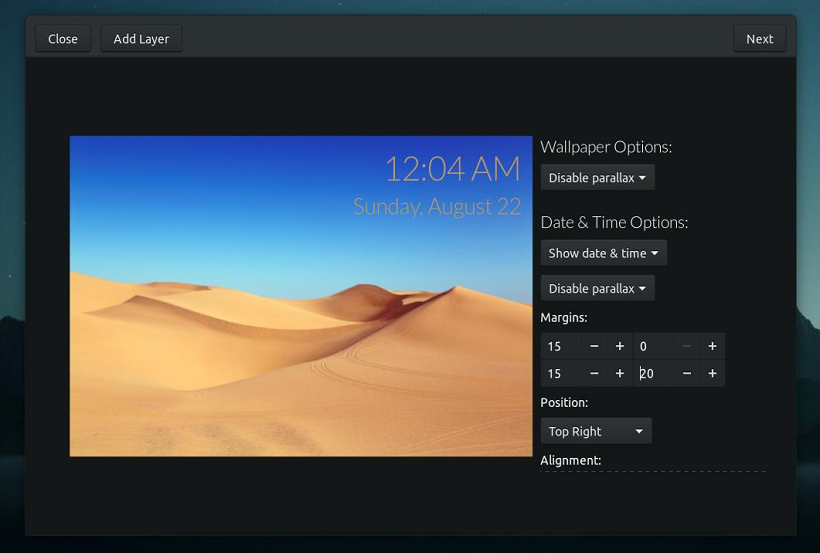 Close Add Layer Next
12:04 AM
Sunday, August 22
Wallpaper Options:
Disable parallax
Date & Time Options:
Show date & time
Disable parallax
Margins:
15 − + 0 − +
15 − + 20 − +
Position:
Top Right
Alignment: